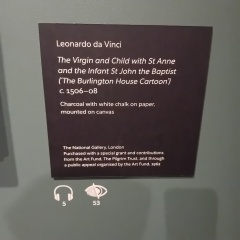 Leonardo da Vinci
The Virgin and Child with St Anne
and the Infant St John the Baptist
('The Burlington House Cartoon')
c. 1506–08
Charcoal with white chalk on paper,
mounted on canvas
The National Gallery, London
Purchased with a special grant and contributions
from the Art Fund, The Pilgrim Trust, and through
a public appeal organised by the Art Fund, 1962
5
53